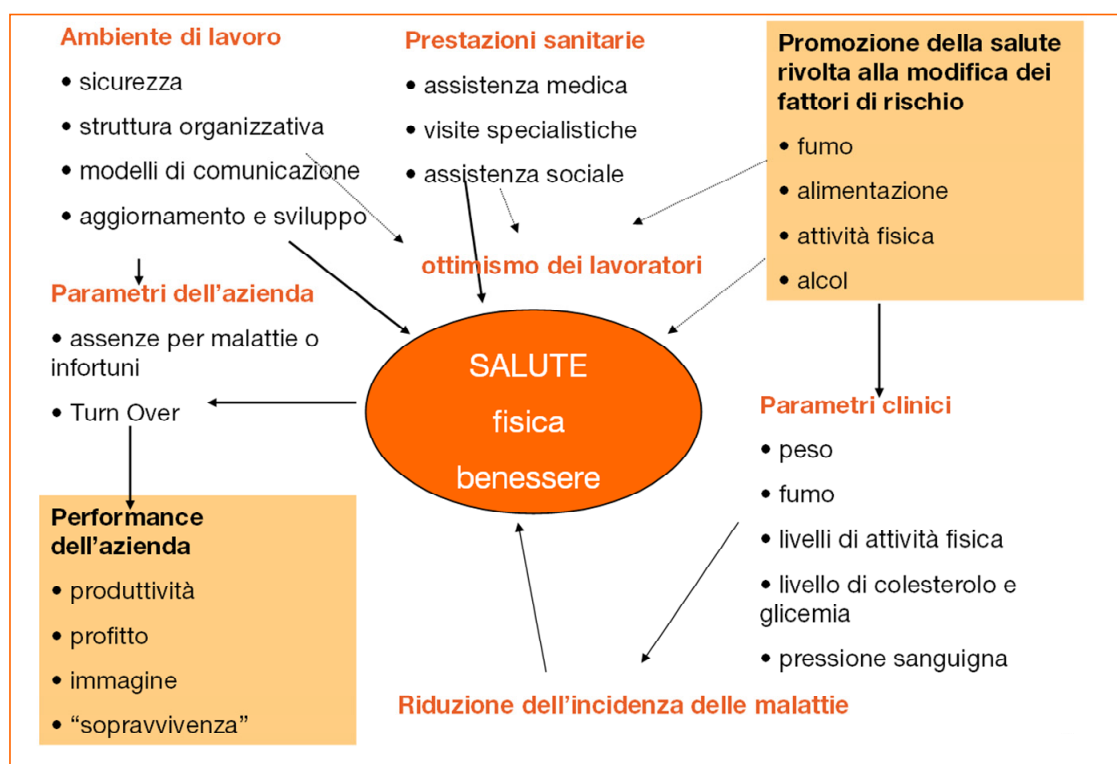 Ambiente di lavoro
• sicurezza
• struttura organizzativa
• modelli di comunicazione
• aggiornamento e sviluppo
Prestazioni sanitarie
• assistenza medica
• visite specialistiche
• assistenza sociale
Promozione della salute
rivolta alla modifica dei
fattori di rischio
• fumo
• alimentazione
• attività fisica
• alcol
ottimismo dei lavoratori
Parametri dell’azienda
• assenze per malattie o
infortuni
• Turn Over
SALUTE
fisica
benessere
Parametri clinici
• peso
• fumo
• livelli di attività fisica
• livello di colesterolo e
glicemia
• pressione sanguigna
Performance
dell’azienda
• produttività
• profitto
• immagine
• “sopravvivenza”
Riduzione dell’incidenza delle malattie